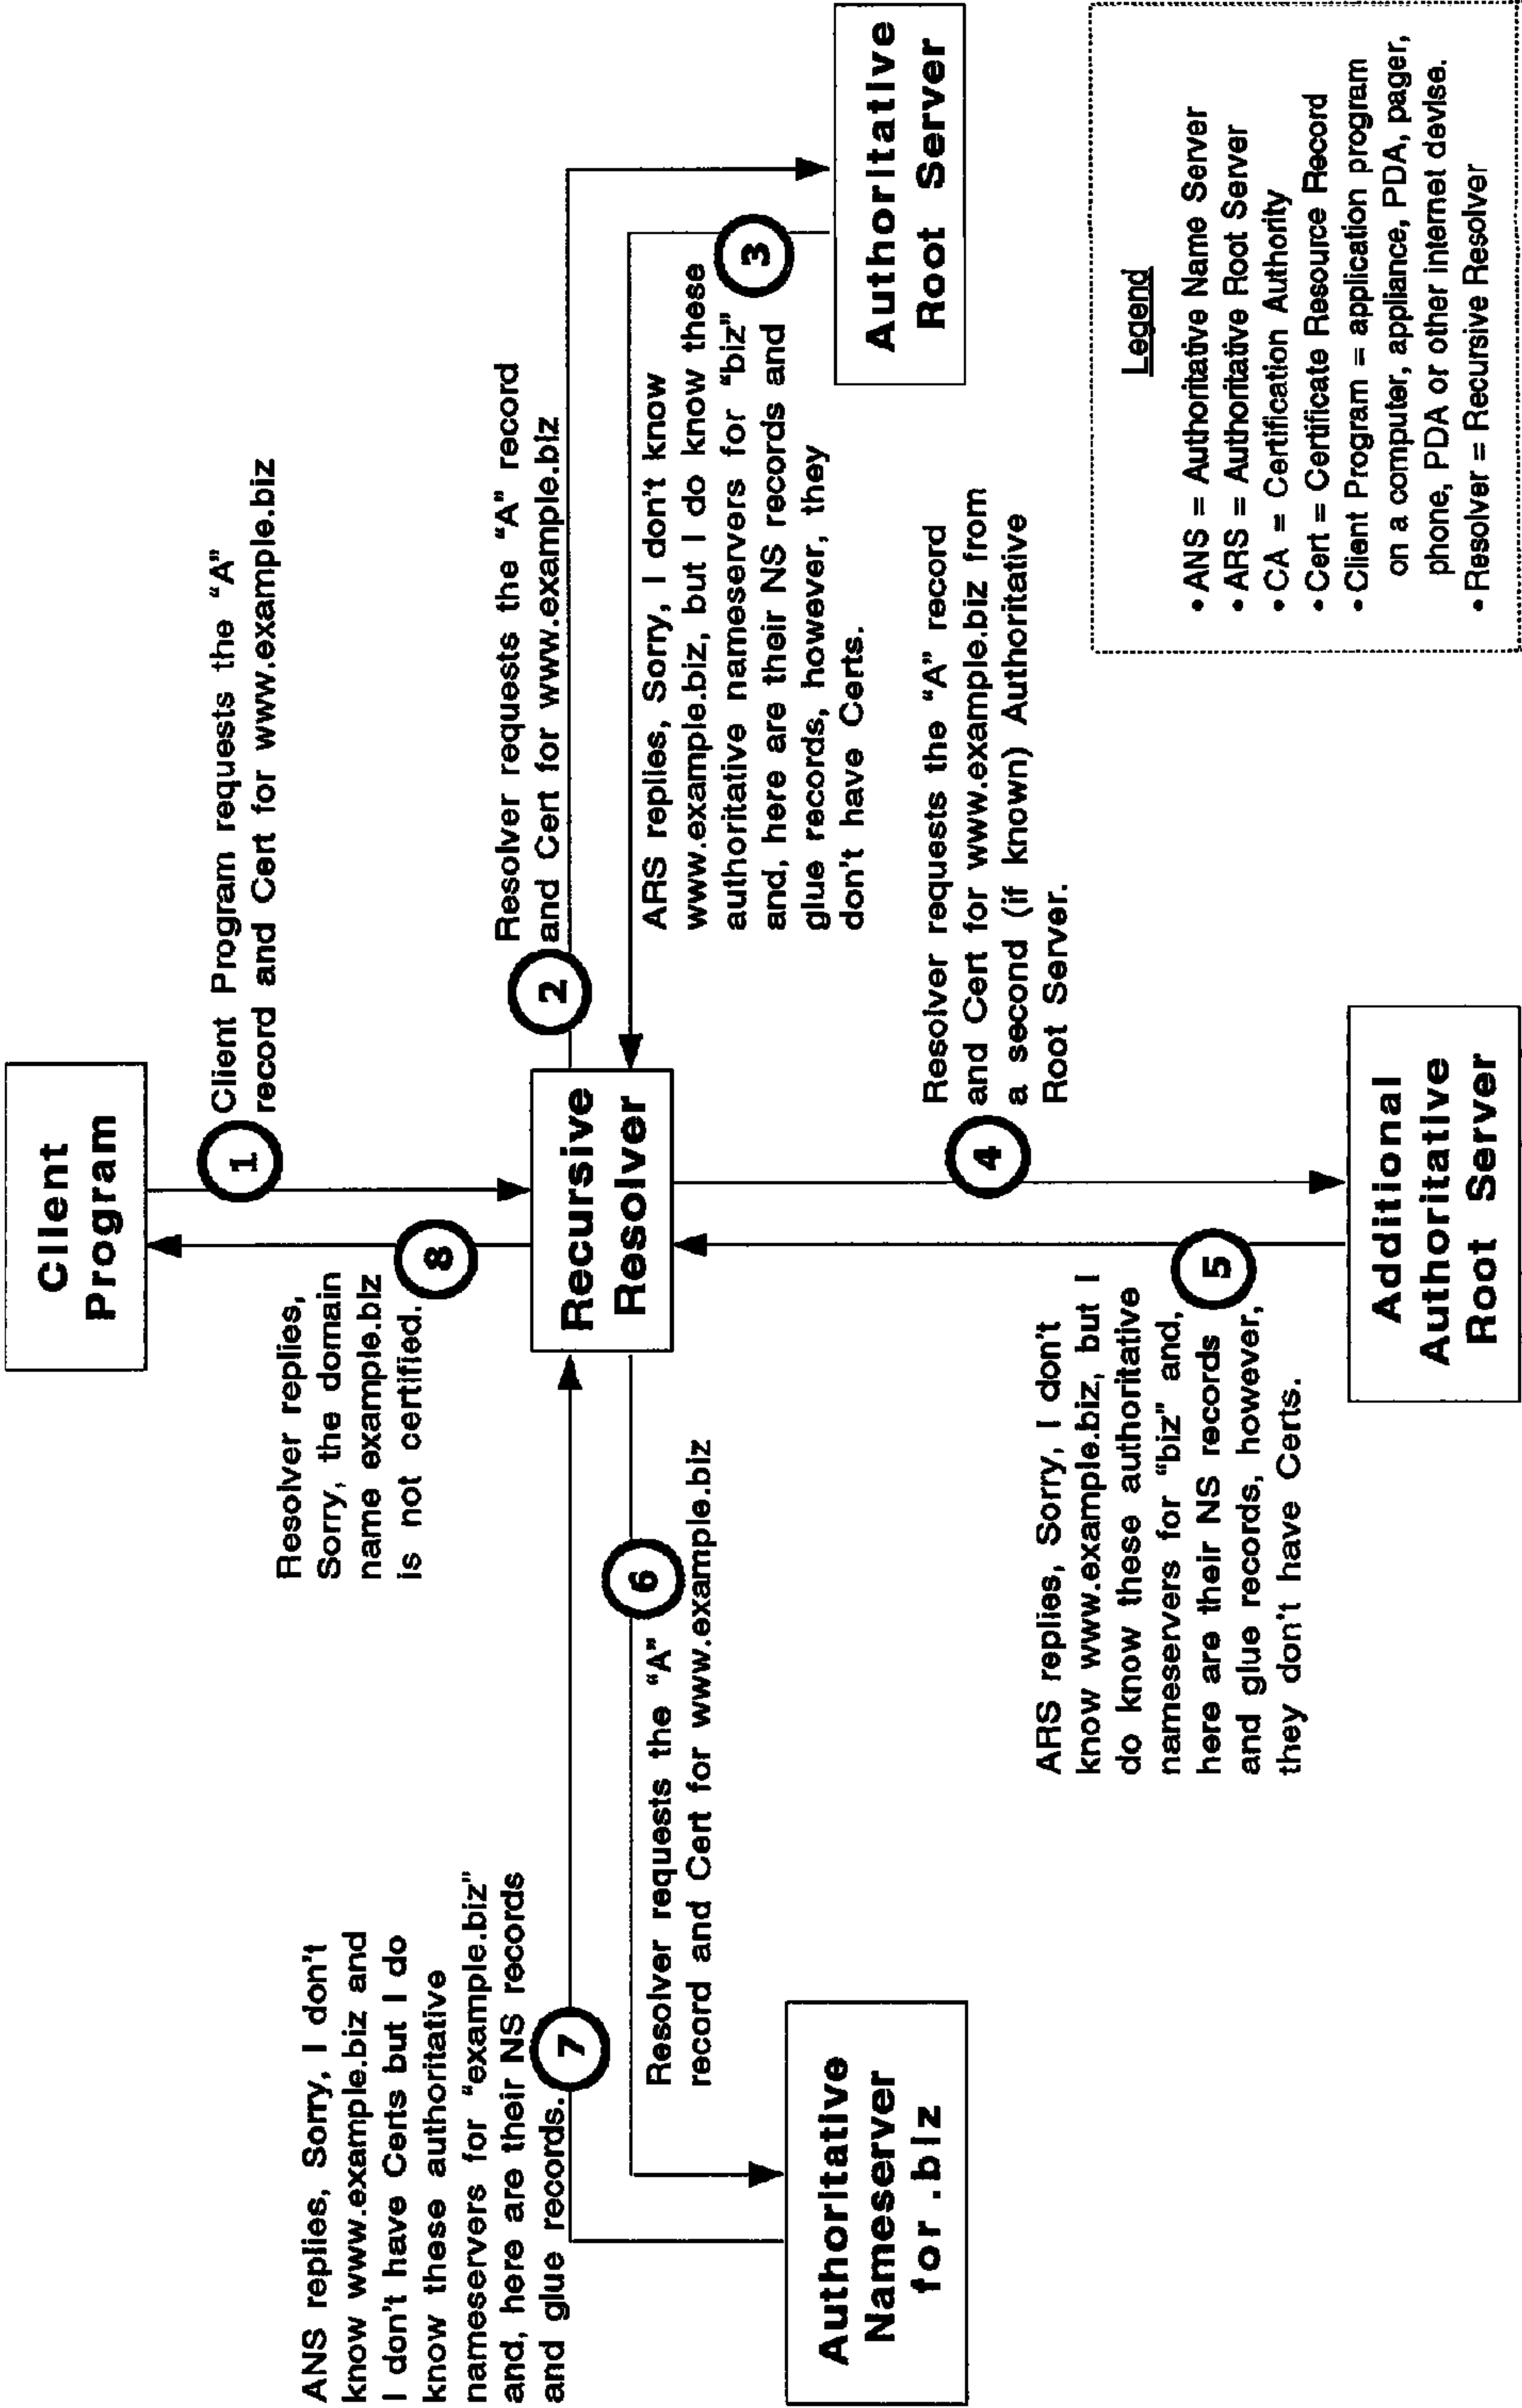 Client
Program
1
Client Program requests the “A”
record and Cert for www.example.biz
Resolver replies,
Sorry, the domain
name example.biz
is not certified.
8
Recursive
Resolver
2
Resolver requests the “A” record
and Cert for www.example.biz
ARS replies, Sorry, I don't know
www.example.biz, but I do know these
authoritative nameservers for “biz”
and, here are their NS records and
glue records, however, they
don't have Certs.
3
Authoritative
Root Server
4
Resolver requests the “A” record
and Cert for www.example.biz from
a second (if known) Authoritative
Root Server.
ARS replies, Sorry, I don't
know www.example.biz, but I
do know these authoritative
nameservers for “biz” and,
here are their NS records
and glue records, however,
they don't have Certs.
5
Additional
Authoritative
Root Server
6
Resolver requests the “A”
record and Cert for www.example.biz
ANS replies, Sorry, I don't
know www.example.biz and
I don't have Certs but I do
know these authoritative
nameservers for “example.biz”
and, here are their NS records
and glue records.
7
Authoritative
Nameserver
for .biz
Legend
• ANS = Authoritative Name Server
• ARS = Authoritative Root Server
• CA = Certification Authority
• Cert = Certificate Resource Record
• Client Program = application program
on a computer, appliance, PDA, pager,
phone, PDA or other internet devise.
• Resolver = Recursive Resolver